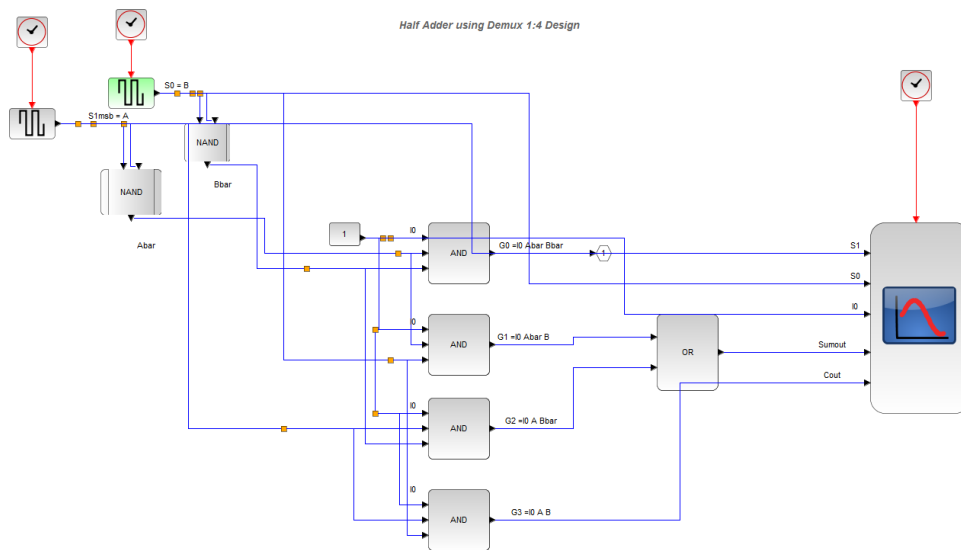 Half Adder using Demux 1:4 Design
S0 = B
S1msb = A
NAND
NAND
Bbar
Abar
1
I0
AND
G0 =I0 Abar Bbar
1
S1
S0
I0
I0
AND
G1 =I0 Abar B
OR
Sumout
Cout
I0
AND
G2 =I0 A Bbar
I0
AND
G3 =I0 A B